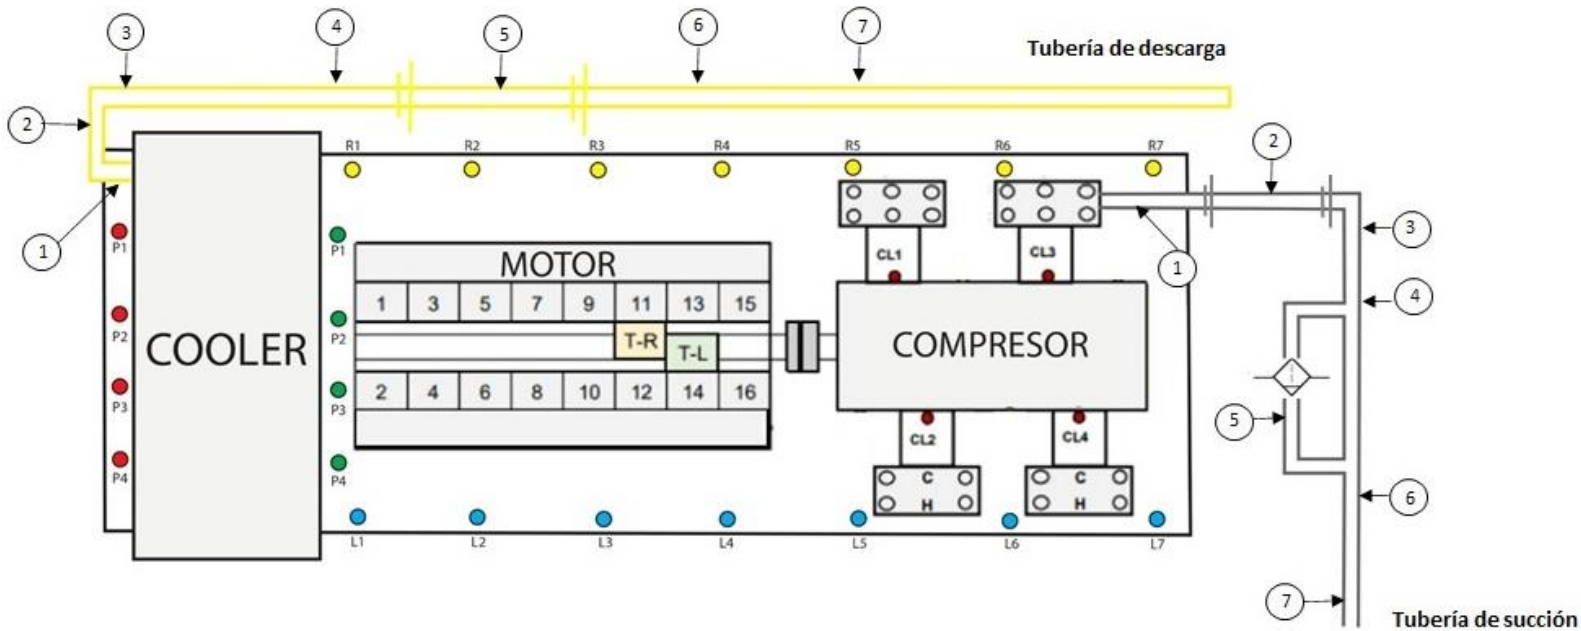 3
4
5
6
7
Tubería de descarga
2
1
R1
R2
R3
R4
R5
R6
R7
2
1
3
4
5
6
7
Tubería de succión
P1
P2
P3
P4
COOLER
P1
P2
P3
P4
MOTOR
1 3 5 7 9 11 13 15
T-R
T-L
2 4 6 8 10 12 14 16
CL1
CL3
COMPRESOR
CL2
CL4
C
H
C
H
L1
L2
L3
L4
L5
L6
L7